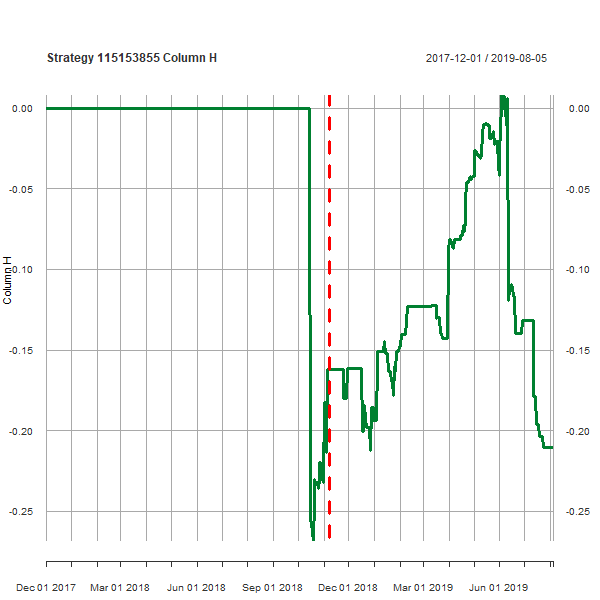 Strategy 115153855 Column H
2017-12-01 / 2019-08-05
0.00 0.00
-0.05 -0.05
-0.10 -0.10
Column H
-0.15 -0.15
-0.20 -0.20
-0.25 -0.25
Dec 01 2017 Mar 01 2018 Jun 01 2018 Sep 01 2018 Dec 01 2018 Mar 01 2019 Jun 01 2019